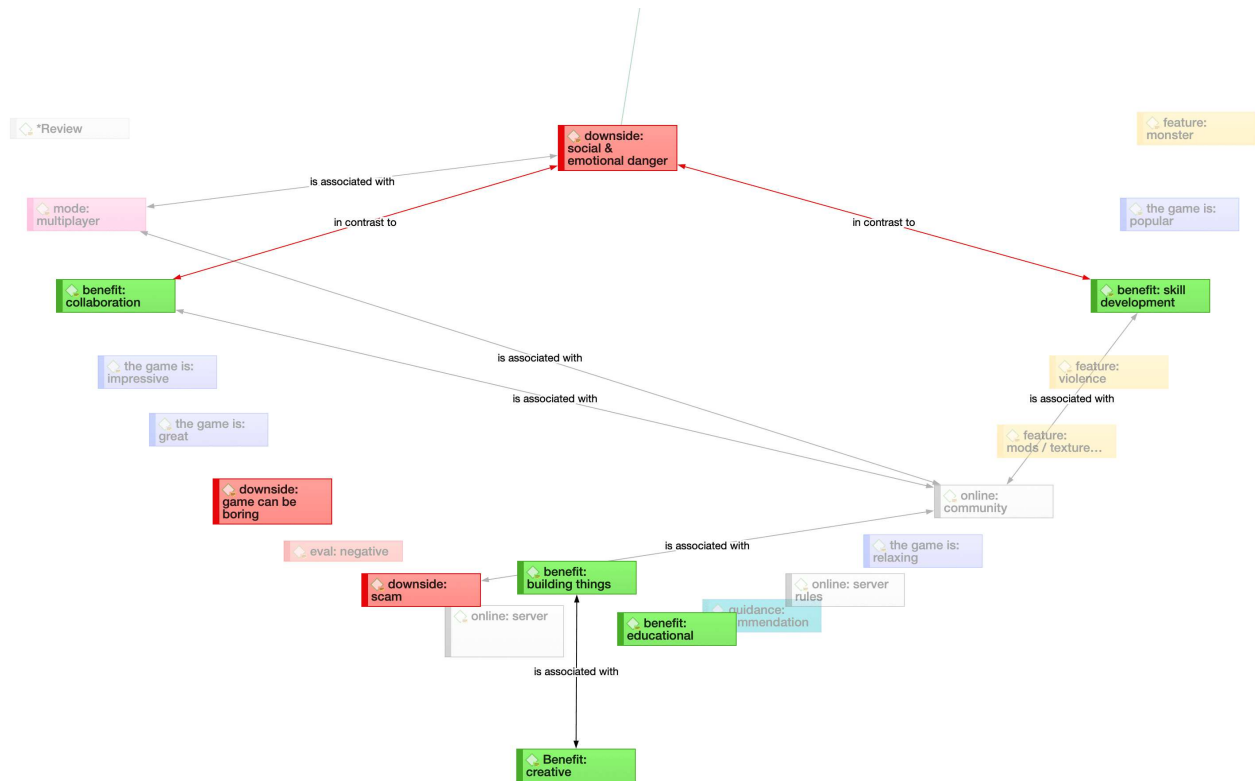 *Review
downside:
social &
emotional danger
feature:
monster
is associated with
mode:
multiplayer
in contrast to
in contrast to
the game is:
popular
benefit:
collaboration
benefit: skill
development
the game is:
impressive
is associated with
feature:
violence
is associated with
is associated with
the game is:
great
feature:
mods / texture…
downside:
game can be
boring
online:
community
eval: negative
is associated with
the game is:
relaxing
downside:
scam
benefit:
building things
online: server
rules
online: server
benefit:
educational
guidance:
is associated with
Benefit:
creative